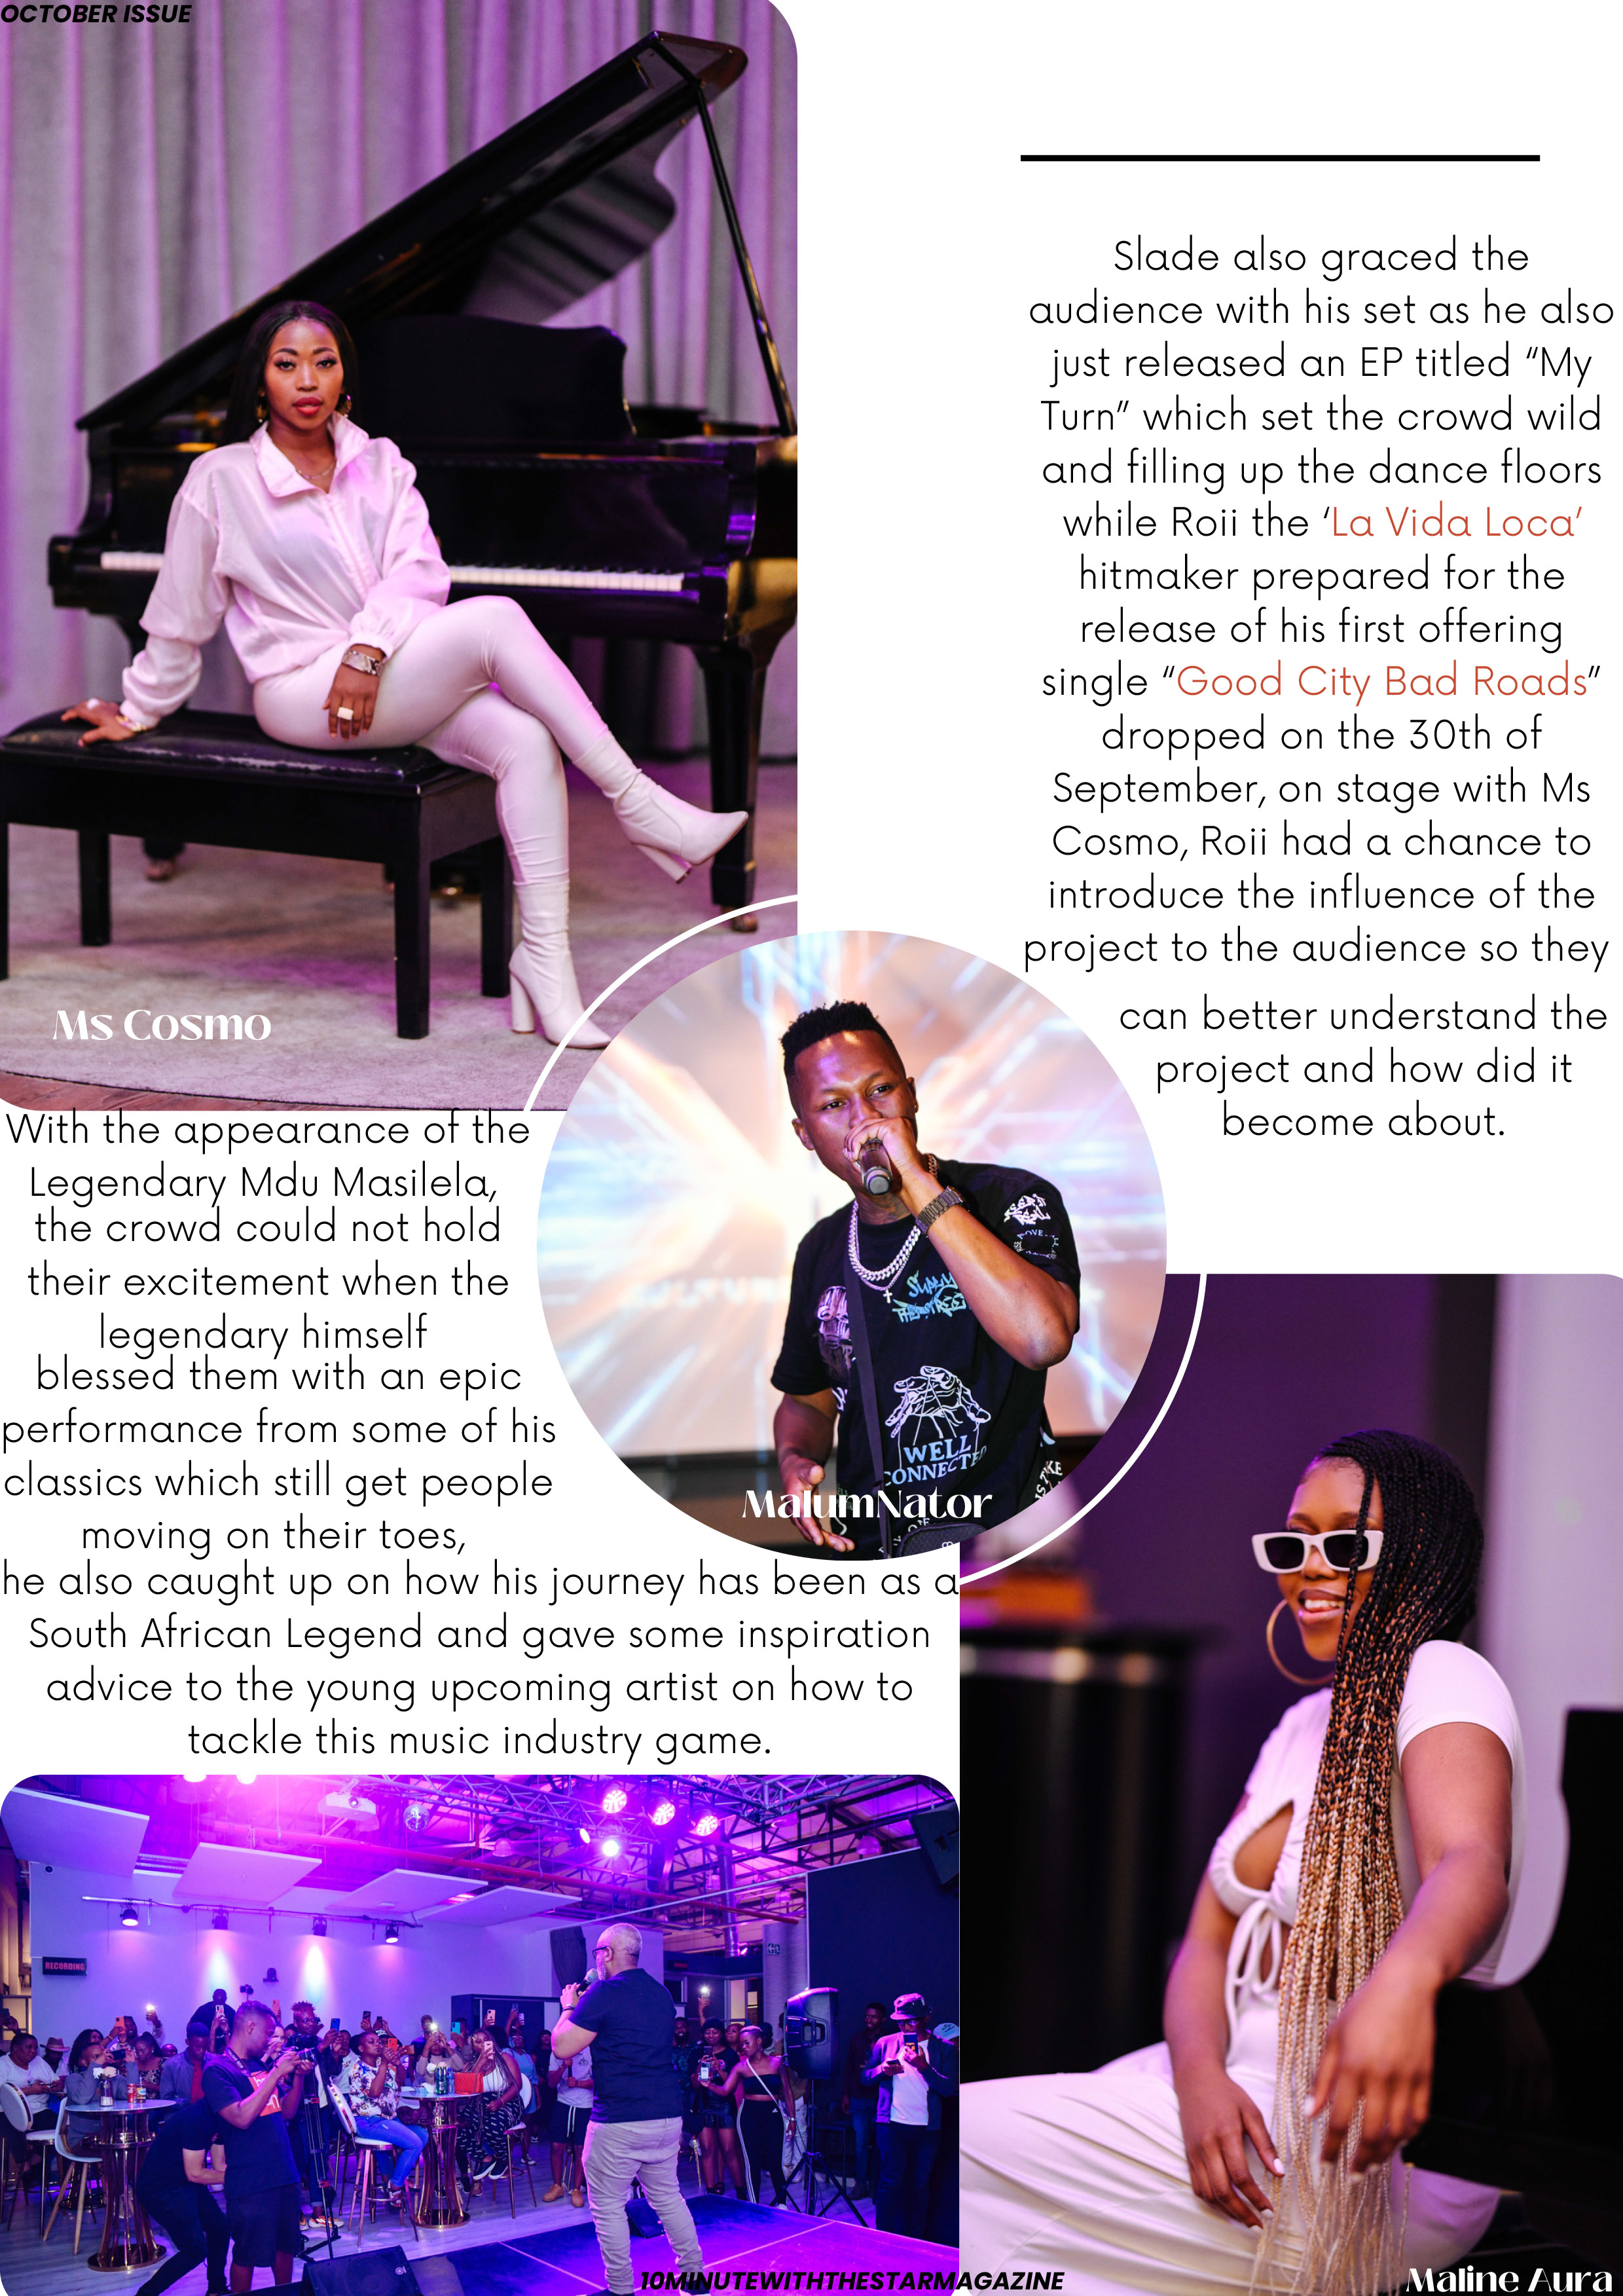 OCTOBER ISSUE
Slade also graced the
audience with his set as he also
just released an EP titled “My
Turn” which set the crowd wild
and filling up the dance floors
while Roii the ‘La Vida Loca’
hitmaker prepared for the
release of his first offering
single “Good City Bad Roads”
dropped on the 30th of
September, on stage with Ms
Cosmo, Roii had a chance to
introduce the influence of the
project to the audience so they
can better understand the
project and how did it
become about.
Ms Cosmo
With the appearance of the
Legendary Mdu Masilela,
the crowd could not hold
their excitement when the
legendary himself
blessed them with an epic
performance from some of his
classics which still get people
moving on their toes,
he also caught up on how his journey has been as a
South African Legend and gave some inspiration
advice to the young upcoming artist on how to
tackle this music industry game.
WELL
CONNECTE
MalumNator
RECORDING
10MINUTEWITHTHESTARMAGAZINE
Maline Aura